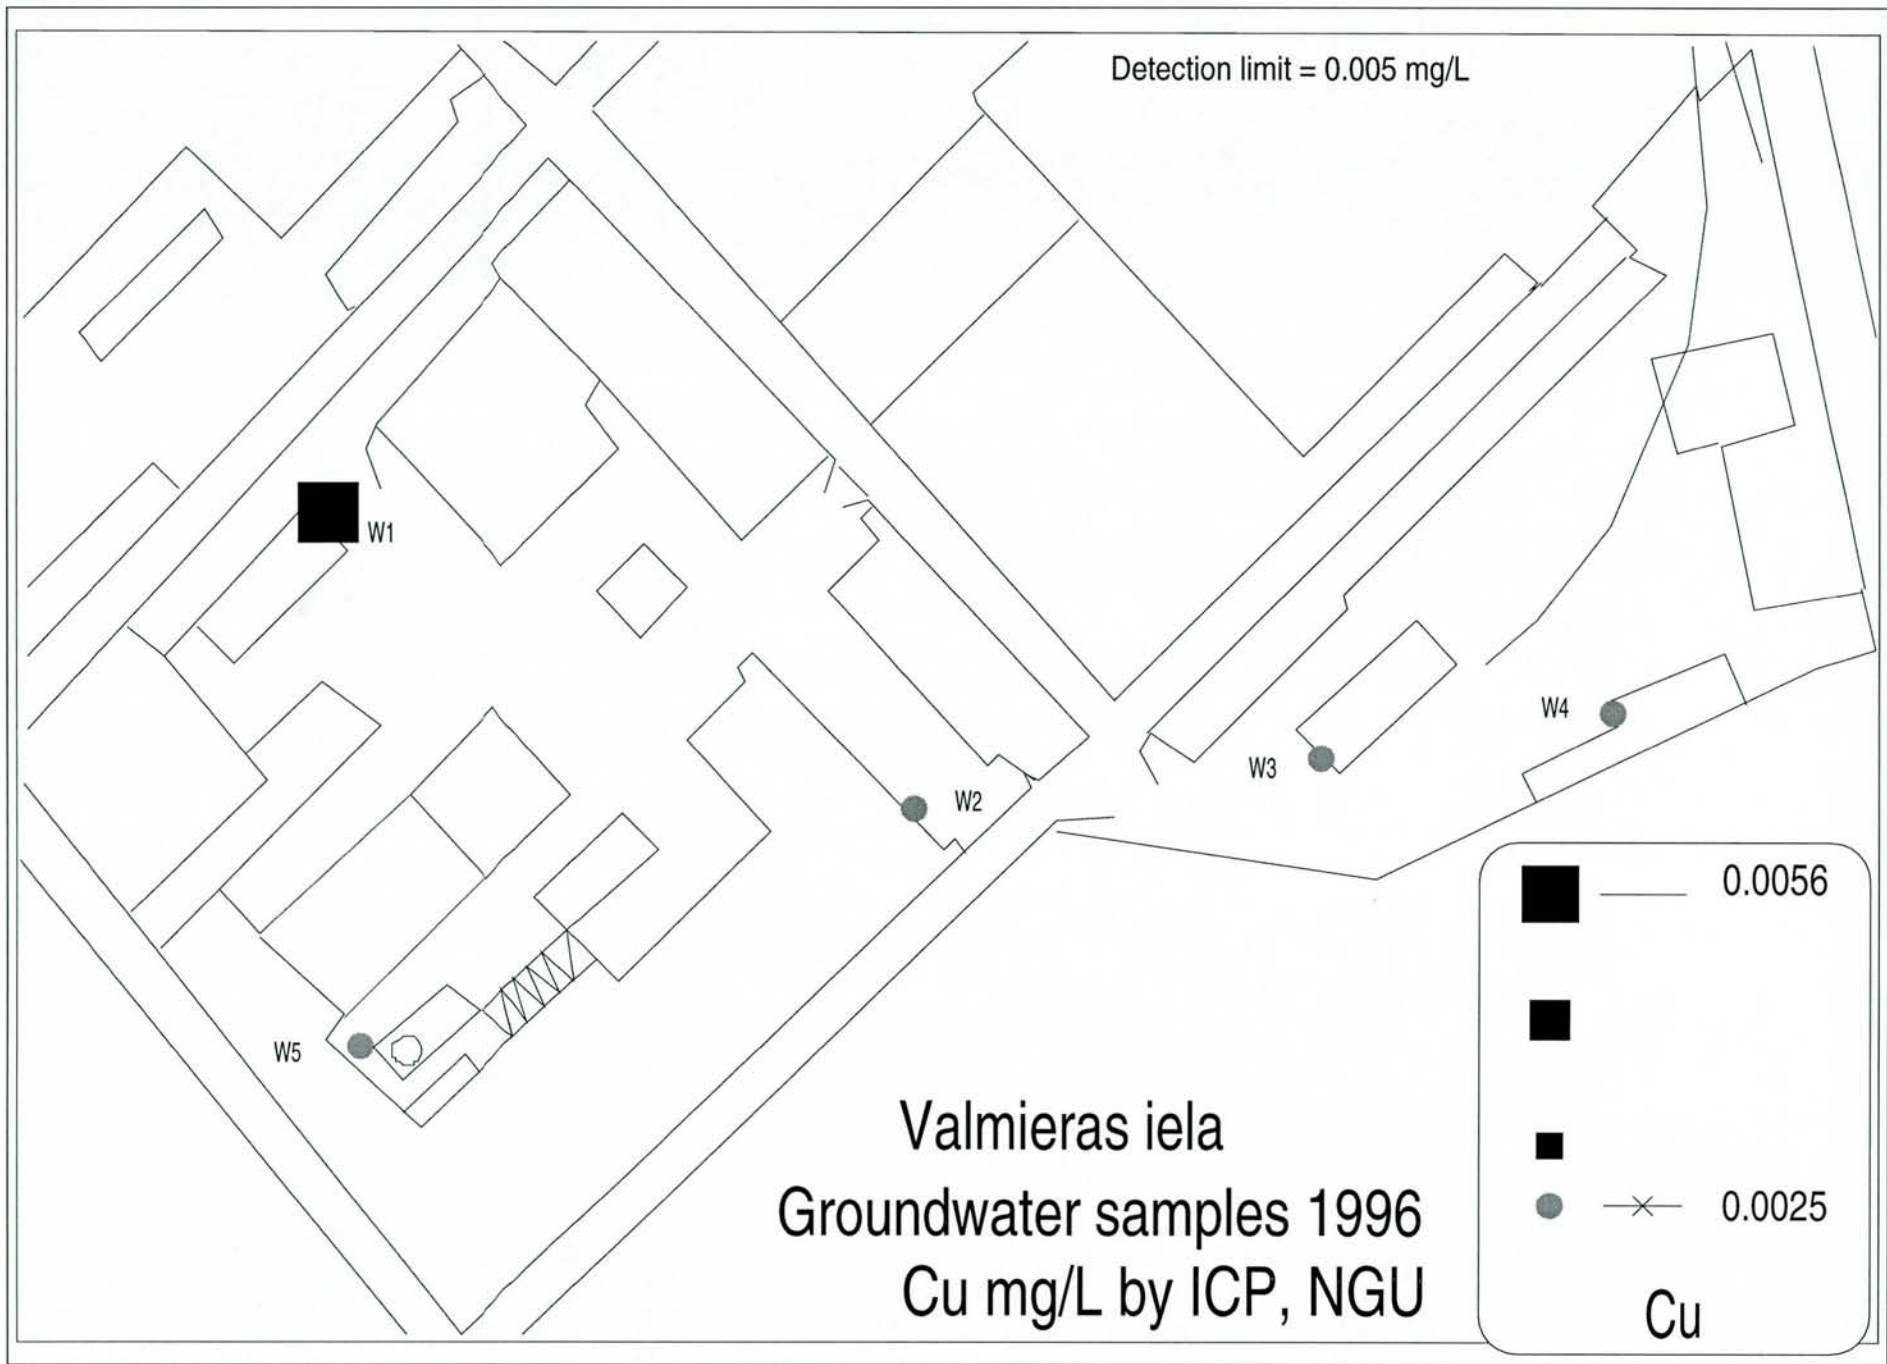 Detection limit = 0.005 mg/L
W1
W4
W3
W2
W5
Valmieras iela
Groundwater samples 1996
Cu mg/L by ICP, NGU
0.0056
0.0025
Cu